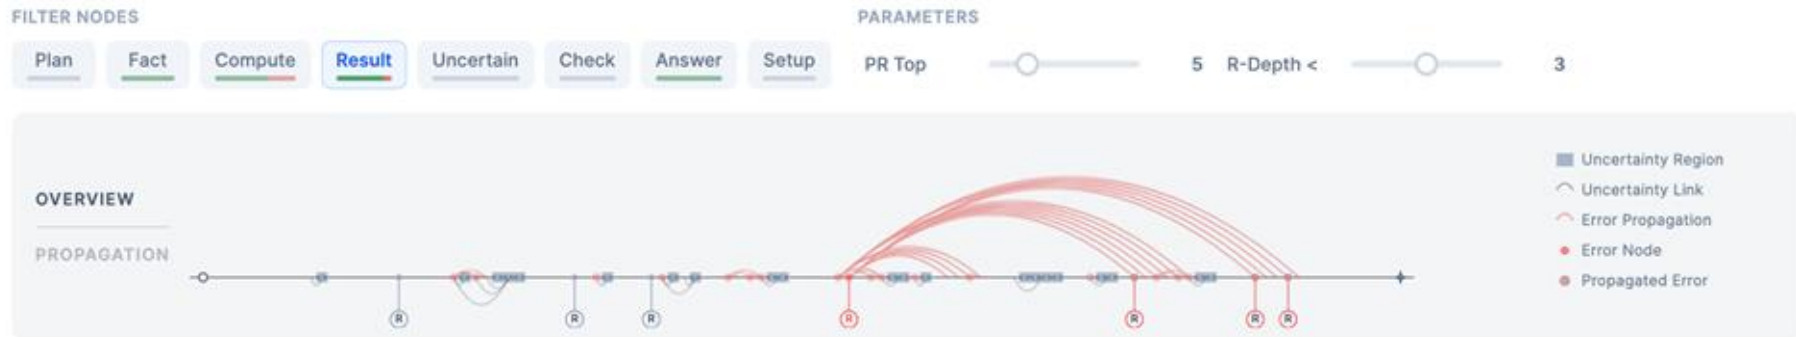 FILTER NODES
PARAMETERS
Plan Fact Compute Result Uncertain Check Answer Setup
PR Top 5 R-Depth < 3
OVERVIEW
PROPAGATION
Uncertainty Region
Uncertainty Link
Error Propagation
Error Node
Propagated Error
R R R R R R R